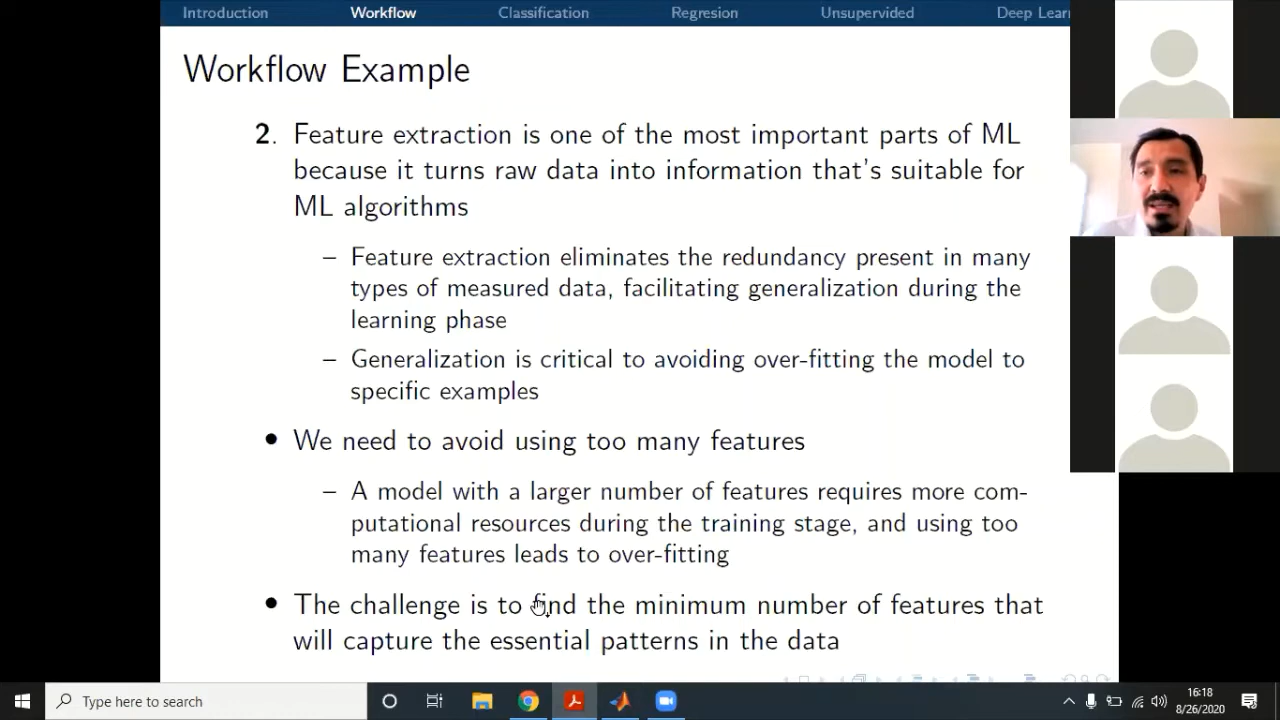 Introduction Workflow Classification Regresion Unsupervided Deep Lear
Workflow Example
2. Feature extraction is one of the most important parts of ML
because it turns raw data into information that's suitable for
ML algorithms
– Feature extraction eliminates the redundancy present in many
types of measured data, facilitating generalization during the
learning phase
– Generalization is critical to avoiding over-fitting the model to
specific examples
• We need to avoid using too many features
– A model with a larger number of features requires more com-
putational resources during the training stage, and using too
many features leads to over-fitting
• The challenge is to find the minimum number of features that
will capture the essential patterns in the data
Type here to search
16:18
8/26/2020